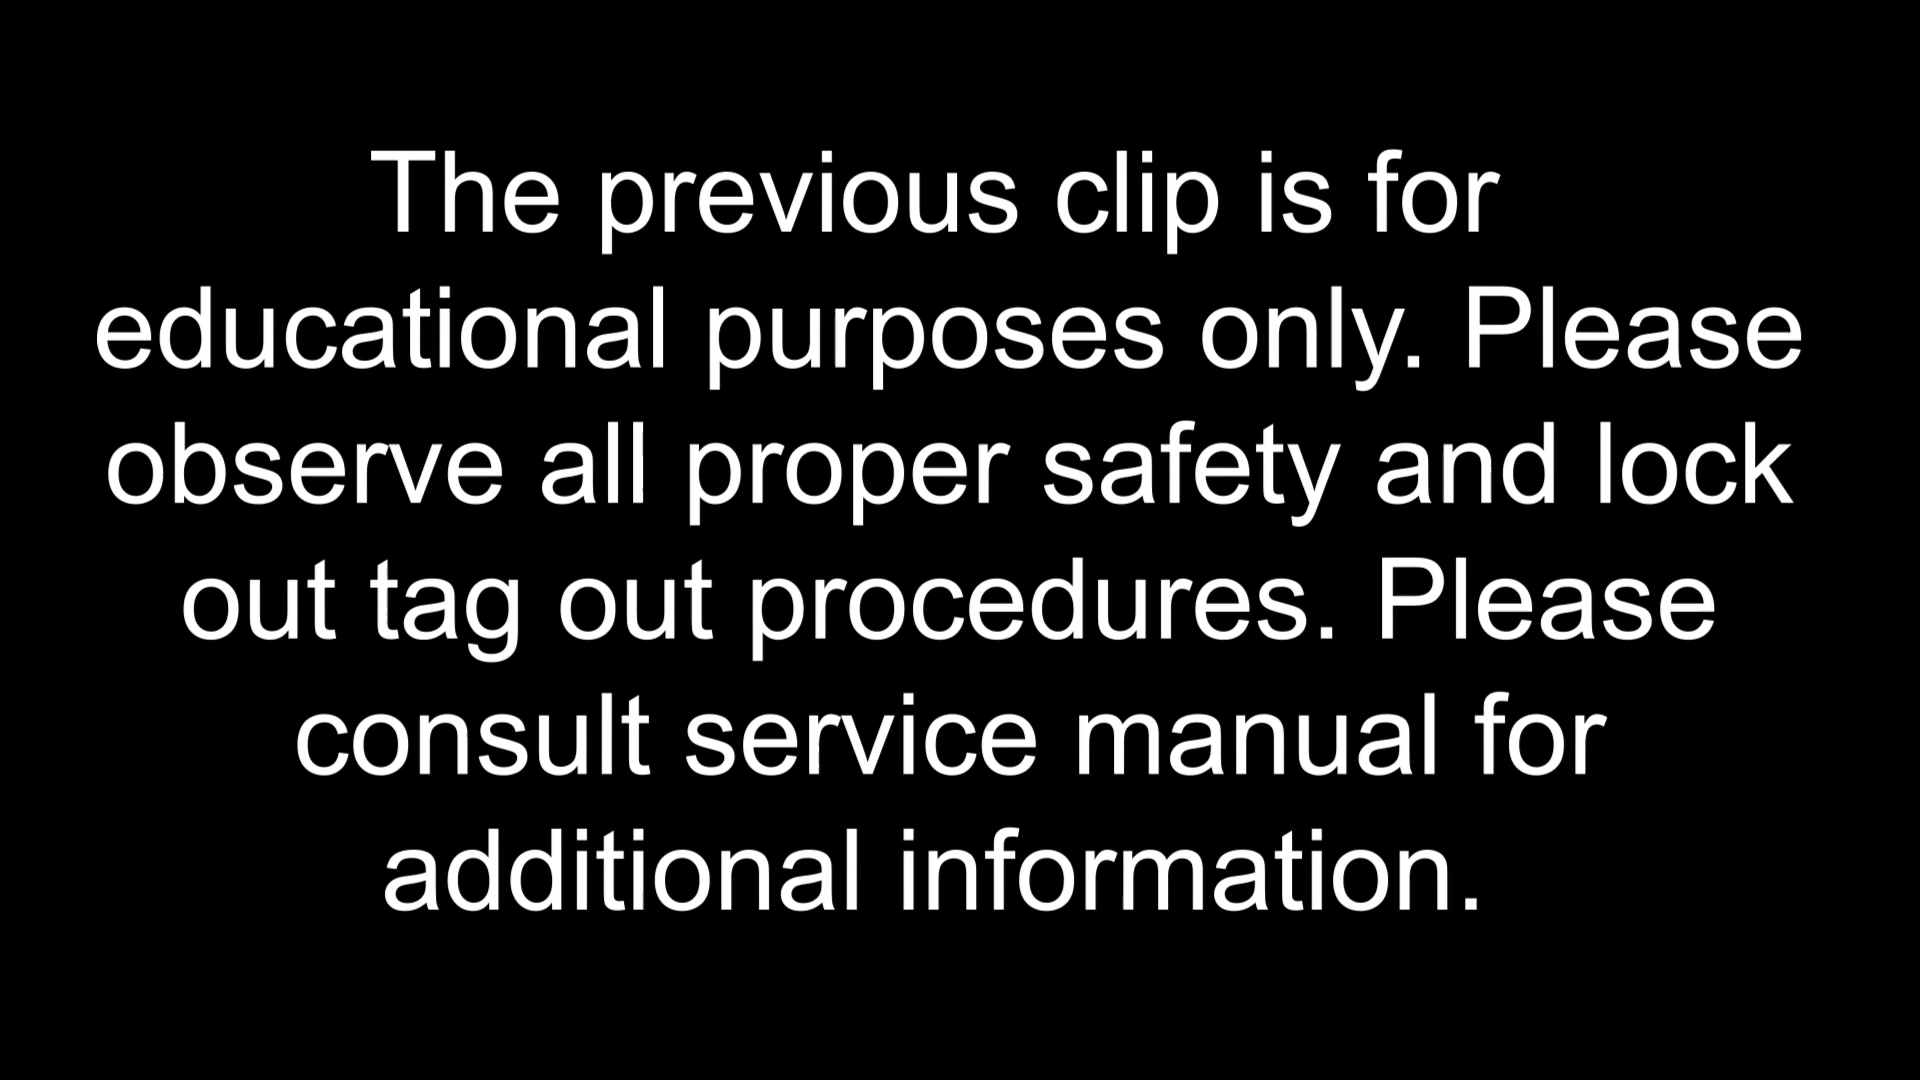 The previous clip is for
educational purposes only. Please
observe all proper safety and lock
out tag out procedures. Please
consult service manual for
additional information.